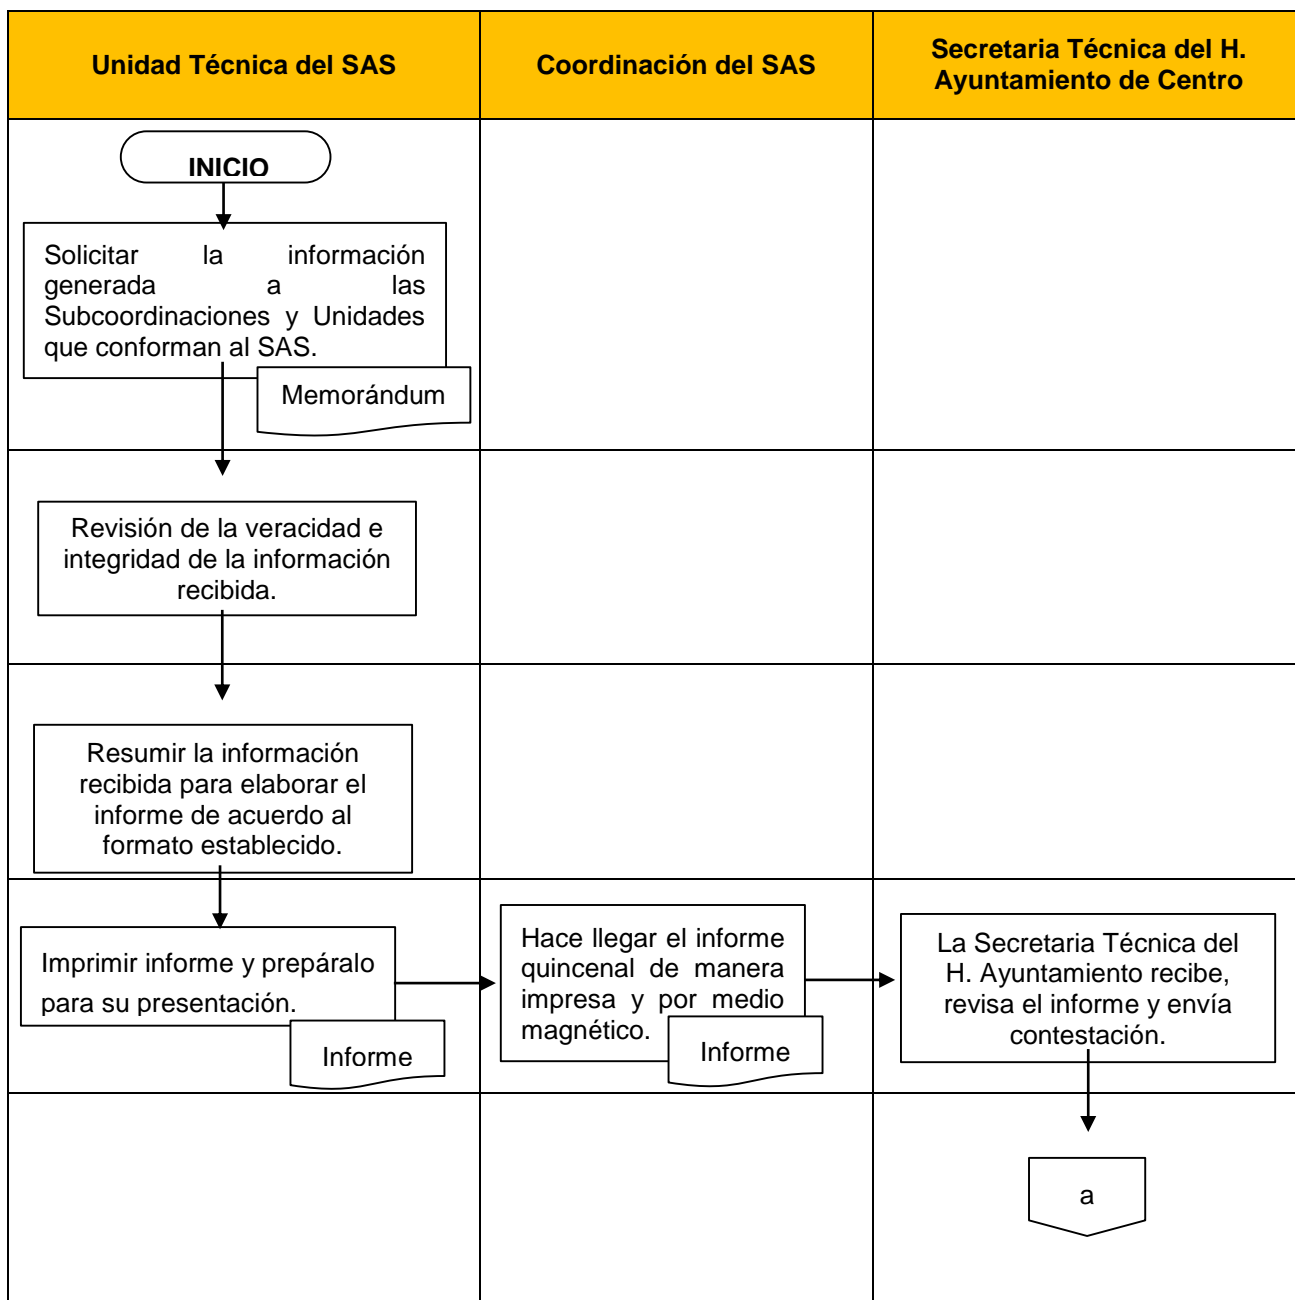 Unidad Técnica del SAS
Coordinación del SAS
Secretaria Técnica del H.
Ayuntamiento de Centro
INICIO
Solicitar la información
generada a las
Subcoordinaciones y Unidades
que conforman al SAS.
Memorándum
Revisión de la veracidad e
integridad de la información
recibida.
Resumir la información
recibida para elaborar el
informe de acuerdo al
formato establecido.
Imprimir informe y prepáralo
para su presentación.
Informe
Hace llegar el informe
quincenal de manera
impresa y por medio
magnético.
Informe
La Secretaria Técnica del
H. Ayuntamiento recibe,
revisa el informe y envía
contestación.
a